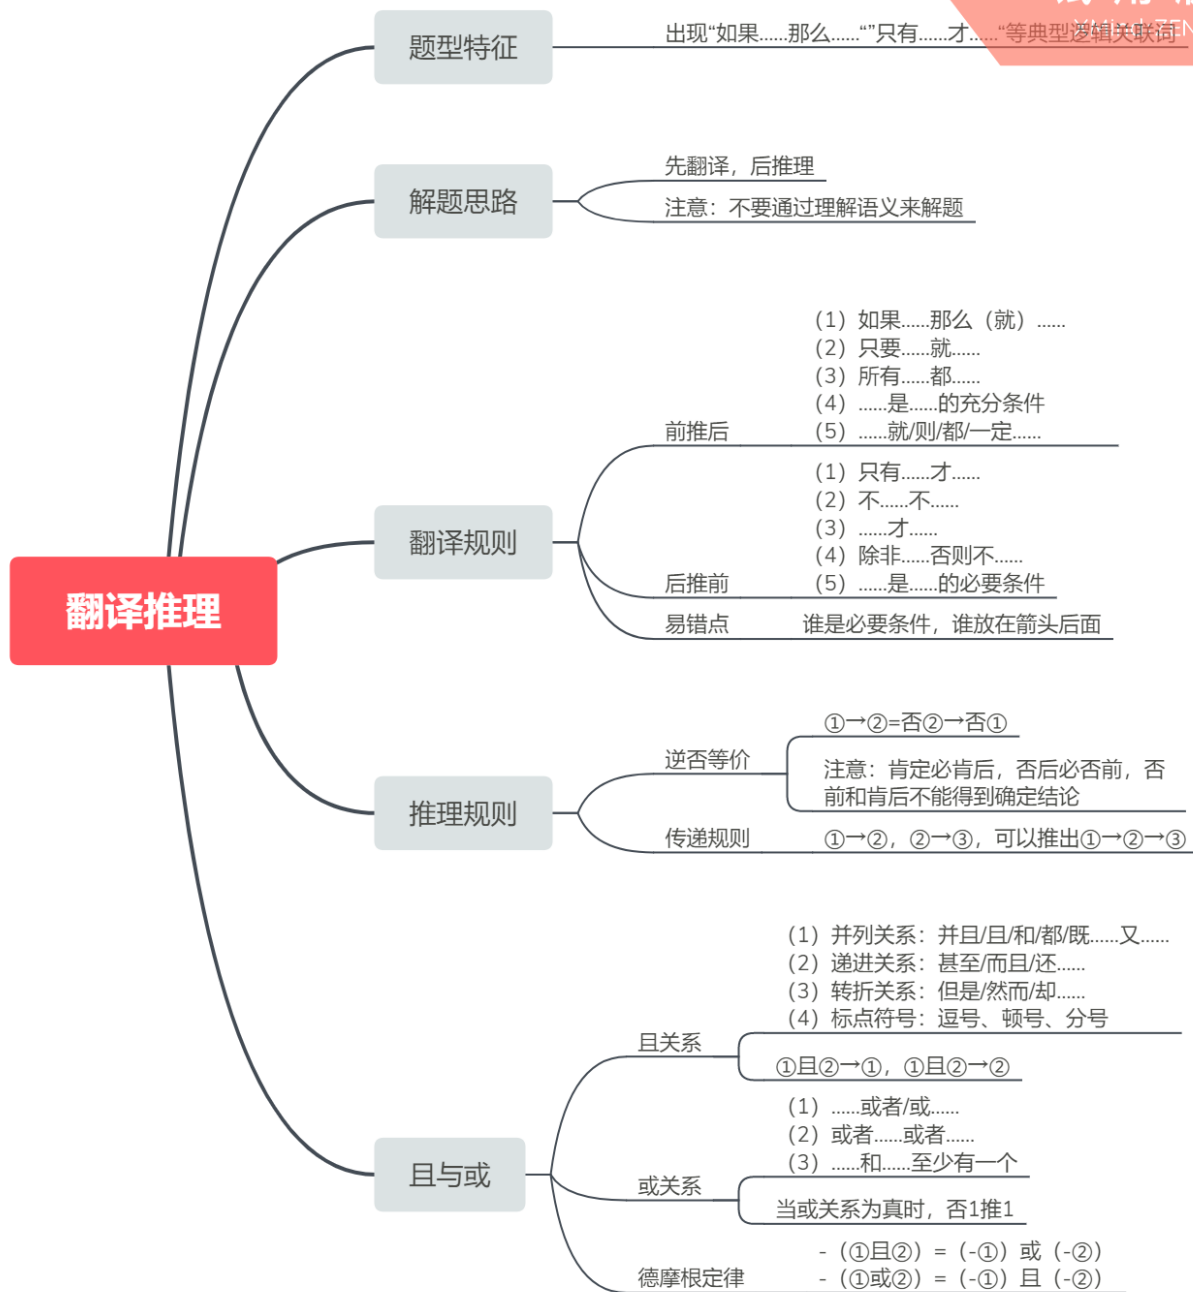 题型特征
出现“如果……那么……“”只有……才……“等典型逻辑关联词
解题思路
先翻译，后推理
注意：不要通过理解语义来解题
翻译推理
翻译规则
前推后
（1）如果……那么（就）……
（2）只要……就……
（3）所有……都……
（4）……是……的充分条件
（5）……就/则/都/一定……
后推前
（1）只有……才……
（2）不……不……
（3）……才……
（4）除非……否则不……
（5）……是……的必要条件
易错点
谁是必要条件，谁放在箭头后面
推理规则
逆否等价
①→②=否②→否①
注意：肯定必肯后，否后必否前，否
前和肯后不能得到确定结论
传递规则
①→②，②→③，可以推出①→②→③
且与或
且关系
（1）并列关系：并且/且/和/都/既……又……
（2）递进关系：甚至/而且/还……
（3）转折关系：但是/然而/却……
（4）标点符号：逗号、顿号、分号
①且②→①，①且②→②
或关系
（1）……或者/或……
（2）或者……或者……
（3）……和……至少有一个
当或关系为真时，否1推1
德摩根定律
-（①且②）=（-①）或（-②）
-（①或②）=（-①）且（-②）